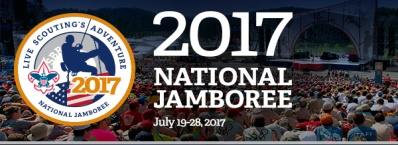 LIVE SCOUTING'S ADVENTURE
2017
NATIONAL JAMBOREE
2017
NATIONAL
JAMBOREE
July 19-28, 2017